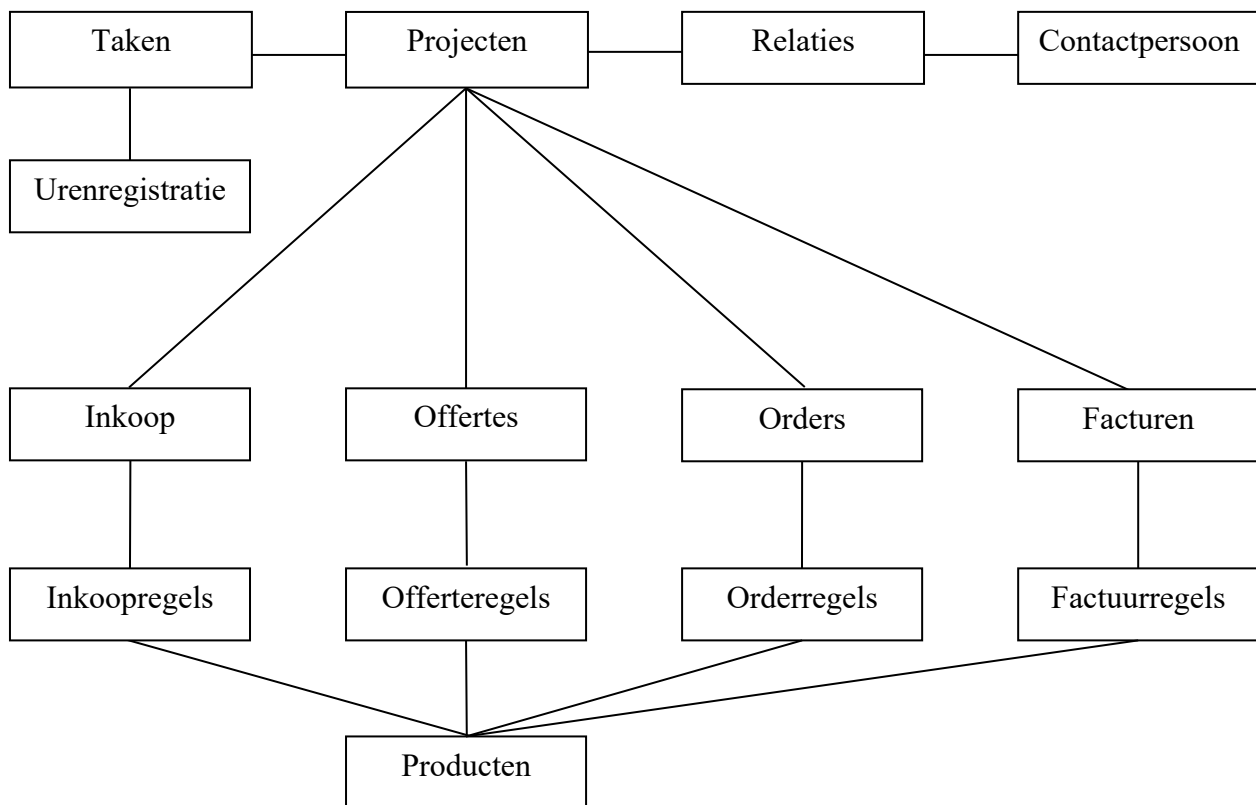 Taken
Projecten
Relaties
Contactpersoon
Urenregistratie
Inkoop
Offertes
Orders
Facturen
Inkoopregels
Offerteregels
Orderregels
Factuurregels
Producten